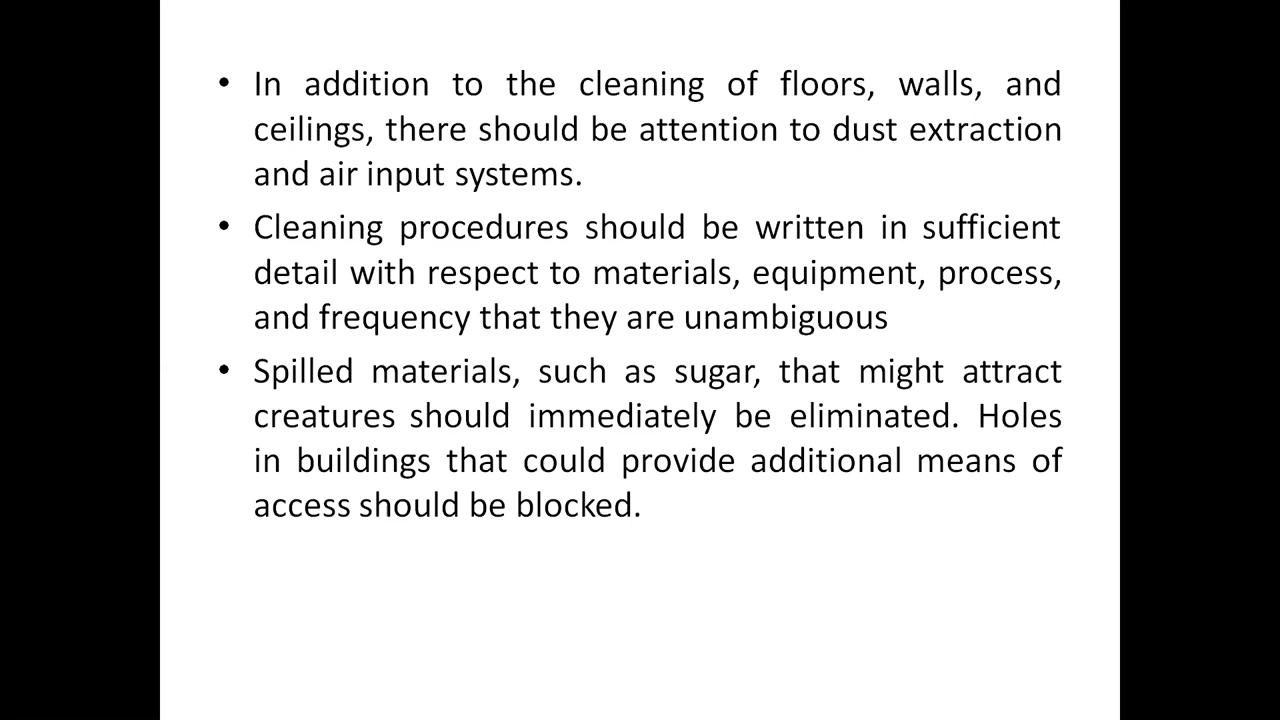 • In addition to the cleaning of floors, walls, and
ceilings, there should be attention to dust extraction
and air input systems.
• Cleaning procedures should be written in sufficient
detail with respect to materials, equipment, process,
and frequency that they are unambiguous
• Spilled materials, such as sugar, that might attract
creatures should immediately be eliminated. Holes
in buildings that could provide additional means of
access should be blocked.